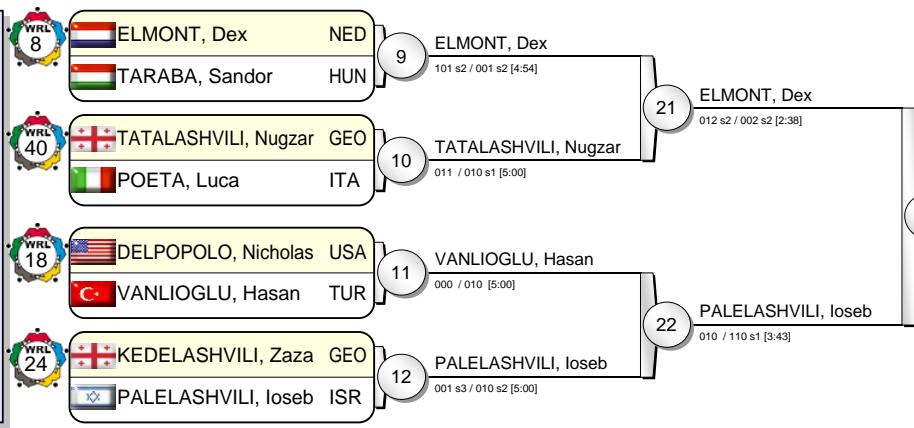 WRL
8
ELMONT, Dex NED
TARABA, Sandor HUN
9
ELMONT, Dex
101 s2 / 001 s2 [4:54]
21
ELMONT, Dex
012 s2 / 002 s2 [2:38]
WRL
40
TATALASHVILI, Nugzar GEO
POETA, Luca ITA
10
TATALASHVILI, Nugzar
011 / 010 s1 [5:00]
WRL
18
DELPOPOLO, Nicholas USA
VANLIOGLU, Hasan TUR
11
VANLIOGLU, Hasan
000 / 010 [5:00]
22
PALELASHVILI, Ioseb
010 / 110 s1 [3:43]
WRL
24
KEDELASHVILI, Zaza GEO
PALELASHVILI, Ioseb ISR
12
PALELASHVILI, Ioseb
001 s3 / 010 s2 [5:00]